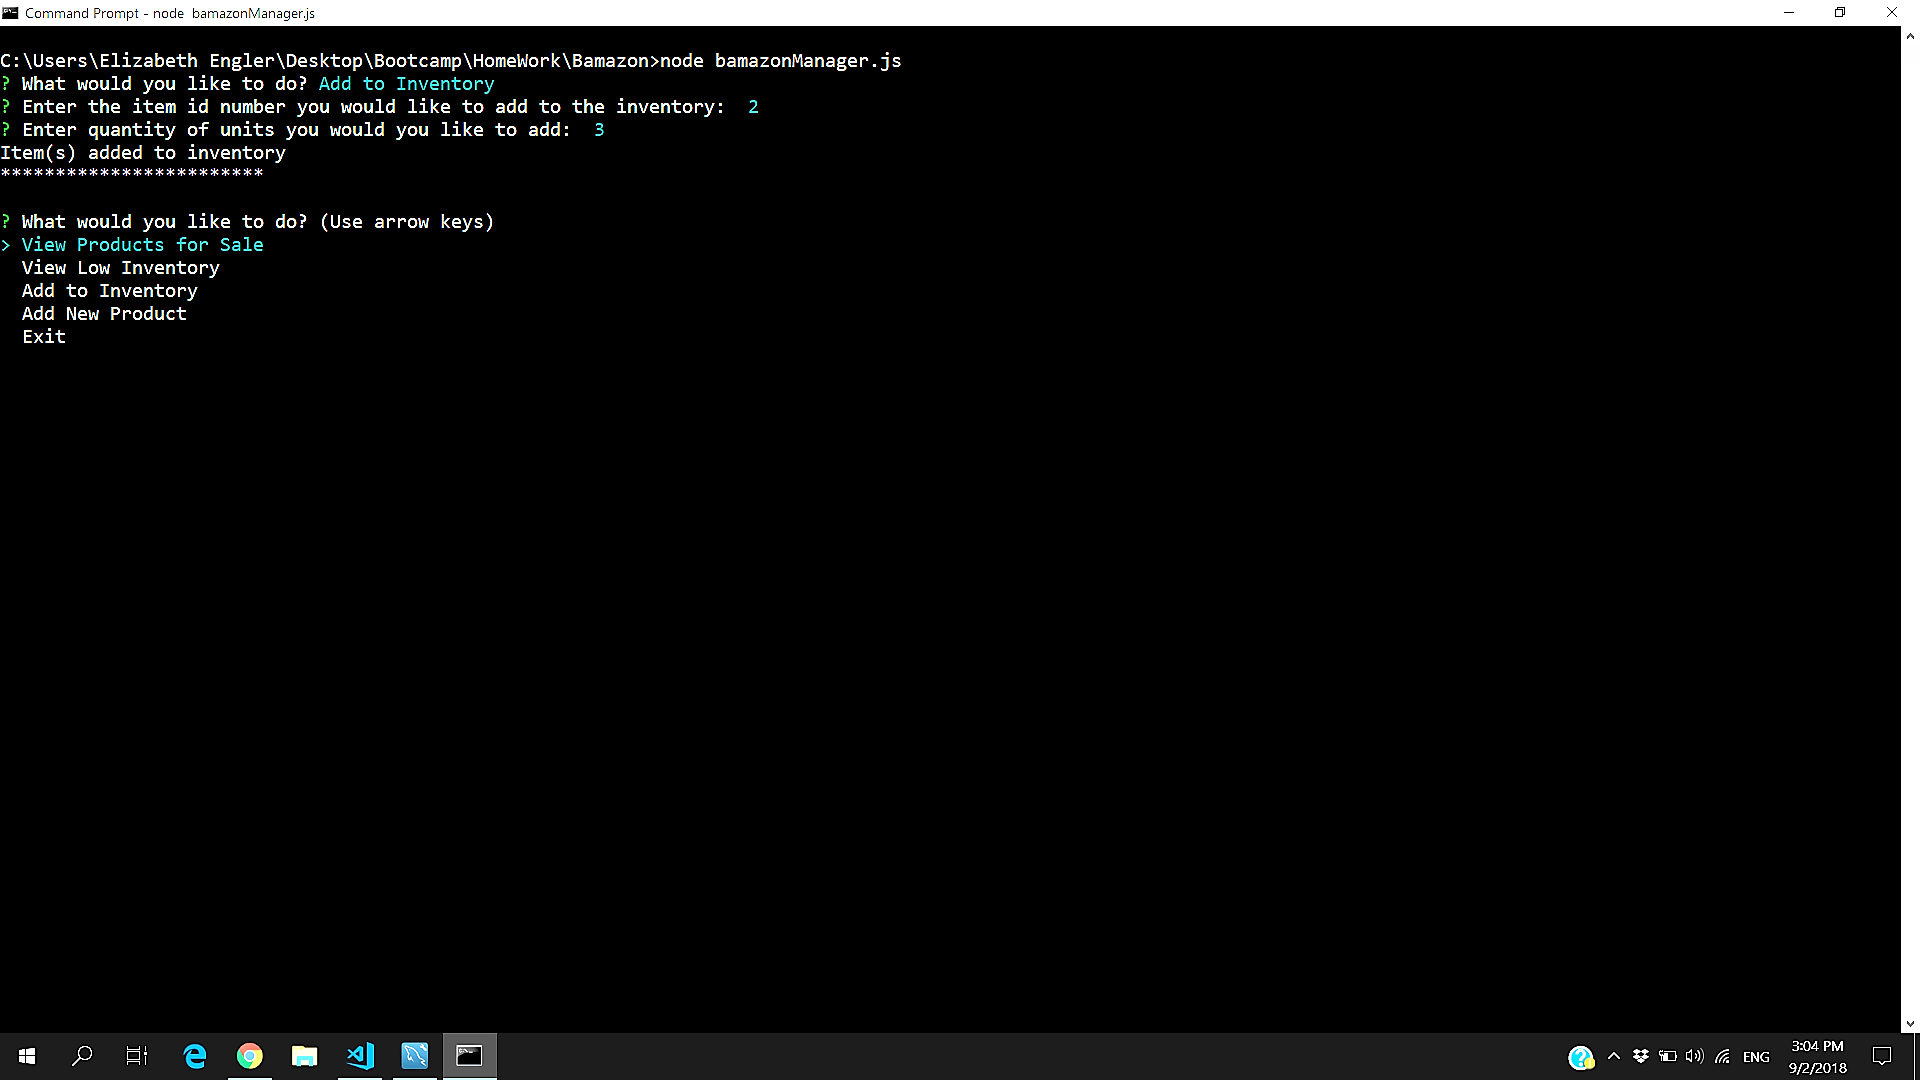 Command Prompt - node  bamazonManager.js
C:\Users\Elizabeth Engler\Desktop\Bootcamp\HomeWork\Bamazon>node bamazonManager.js
? What would you like to do? Add to Inventory
? Enter the item id number you would like to add to the inventory:  2
? Enter quantity of units you would you like to add:  3
Item(s) added to inventory
************************
? What would you like to do? (Use arrow keys)
> View Products for Sale
  View Low Inventory
  Add to Inventory
  Add New Product
  Exit
ENG
3:04 PM
9/2/2018